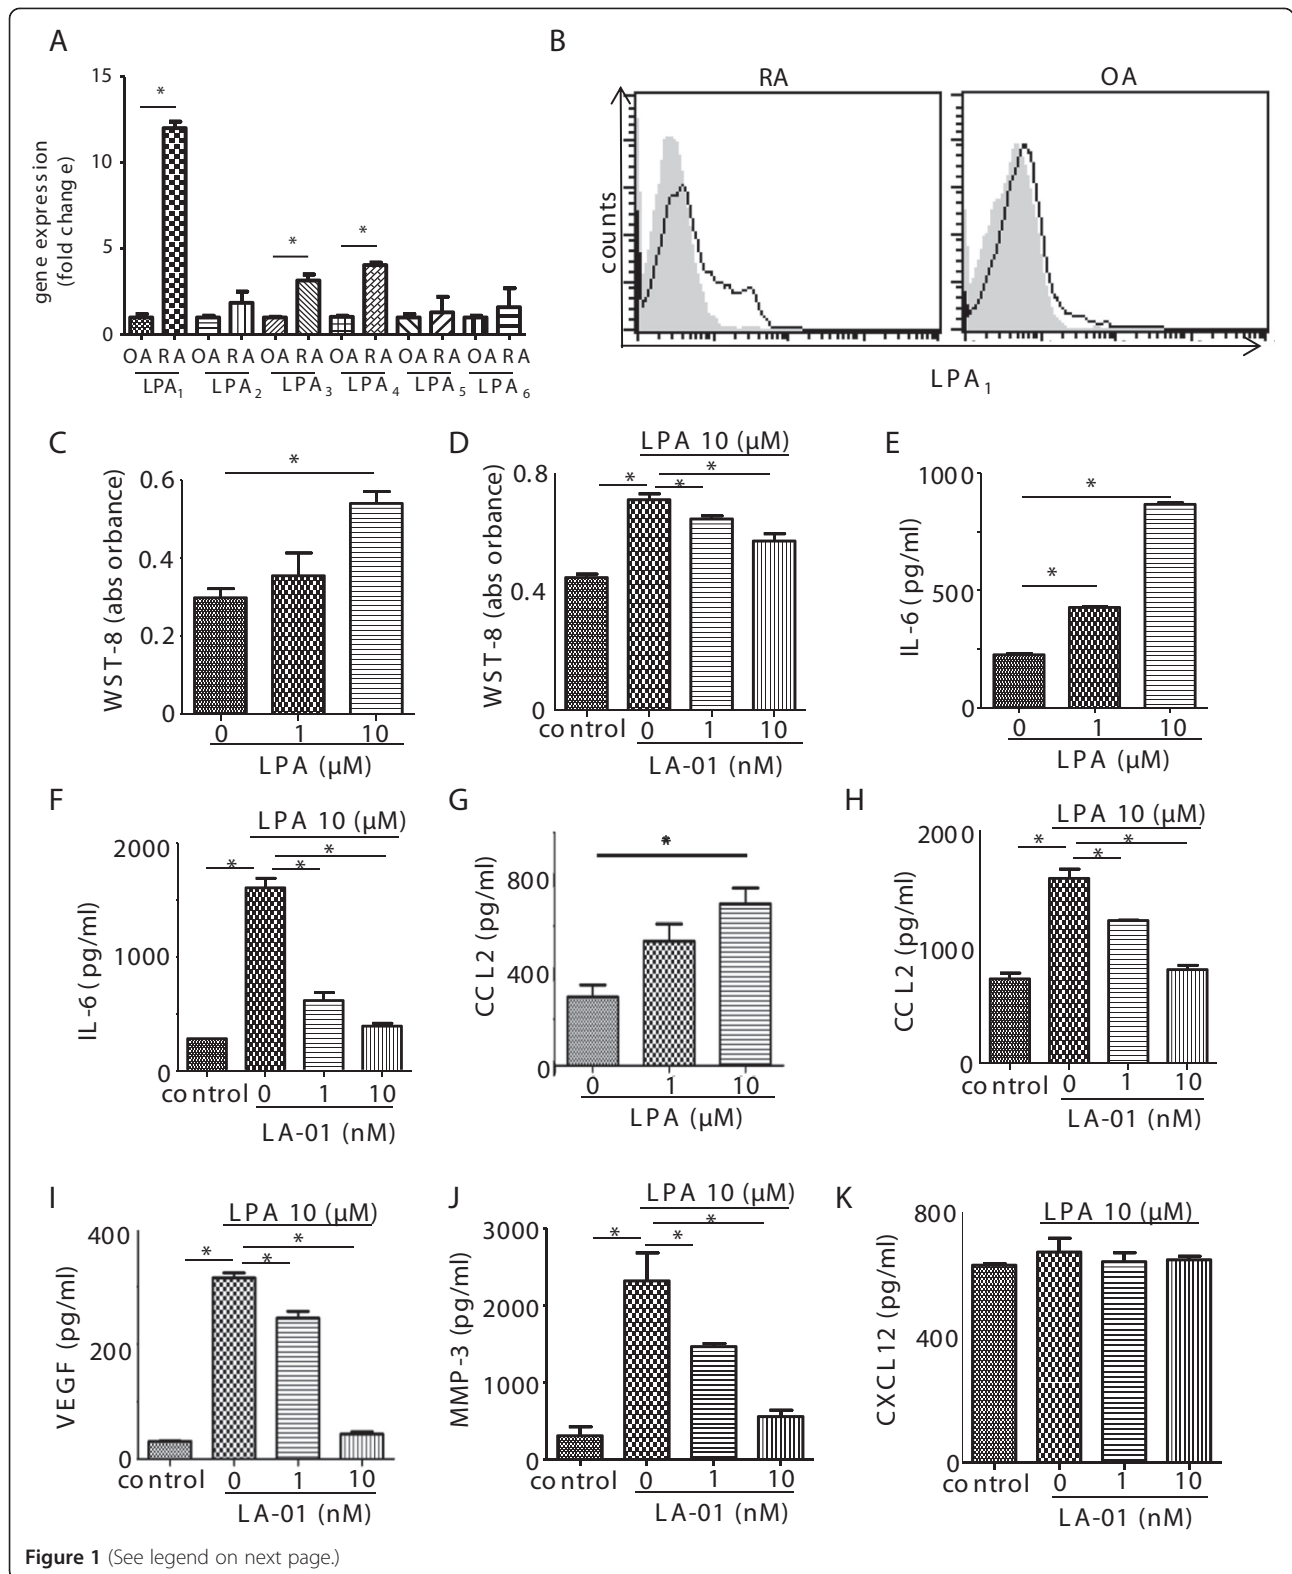 A
15
10
5
0
gene expression
(fold change)
*
*
*
OA RA OA RA OA RA OA RA OA RA OA RA
LPA1 LPA2 LPA3 LPA4 LPA5 LPA6
B
RA OA
counts
LPA1
C
WST-8 (absorbance)
0.6
0.4
0.2
0
*
0 1 10
LPA (μM)
D
LPA 10 (μM)
WST-8 (absorbance)
0.8
0.4
0
* * *
control 0 1 10
LA-01 (nM)
E
IL-6 (pg/ml)
1000
500
0
*
*
0 1 10
LPA (μM)
F
LPA 10 (μM)
IL-6 (pg/ml)
2000
1000
0
* * *
control 0 1 10
LA-01 (nM)
G
CCL2 (pg/ml)
800
400
0
*
0 1 10
LPA (μM)
H
LPA 10 (μM)
CCL2 (pg/ml)
2000
1000
0
* * *
control 0 1 10
LA-01 (nM)
I
LPA 10 (μM)
VEGF (pg/ml)
400
200
0
* * *
control 0 1 10
LA-01 (nM)
J
LPA 10 (μM)
MMP-3 (pg/ml)
3000
2000
1000
0
* * *
control 0 1 10
LA-01 (nM)
K
LPA 10 (μM)
CXCL12 (pg/ml)
800
400
0
control 0 1 10
LA-01 (nM)
Figure 1 (See legend on next page.)